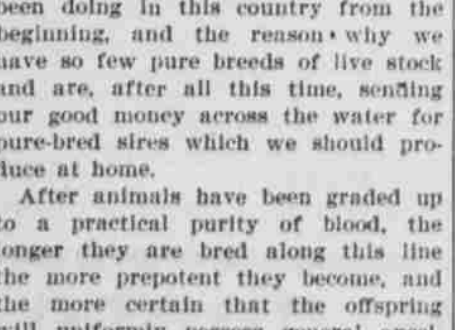 been doing in this country from the
beginning, and the reason why we
have so few pure breeds of live stock
and are, after all this time, sending
our good money across the water for
pure-bred sires which we should pro-
duce at home.
After animals have been graded up
to a practical purity of blood, the
longer they are bred along this line
the more prepotent they become, and
the more certain that the offspring
will uniformly possess